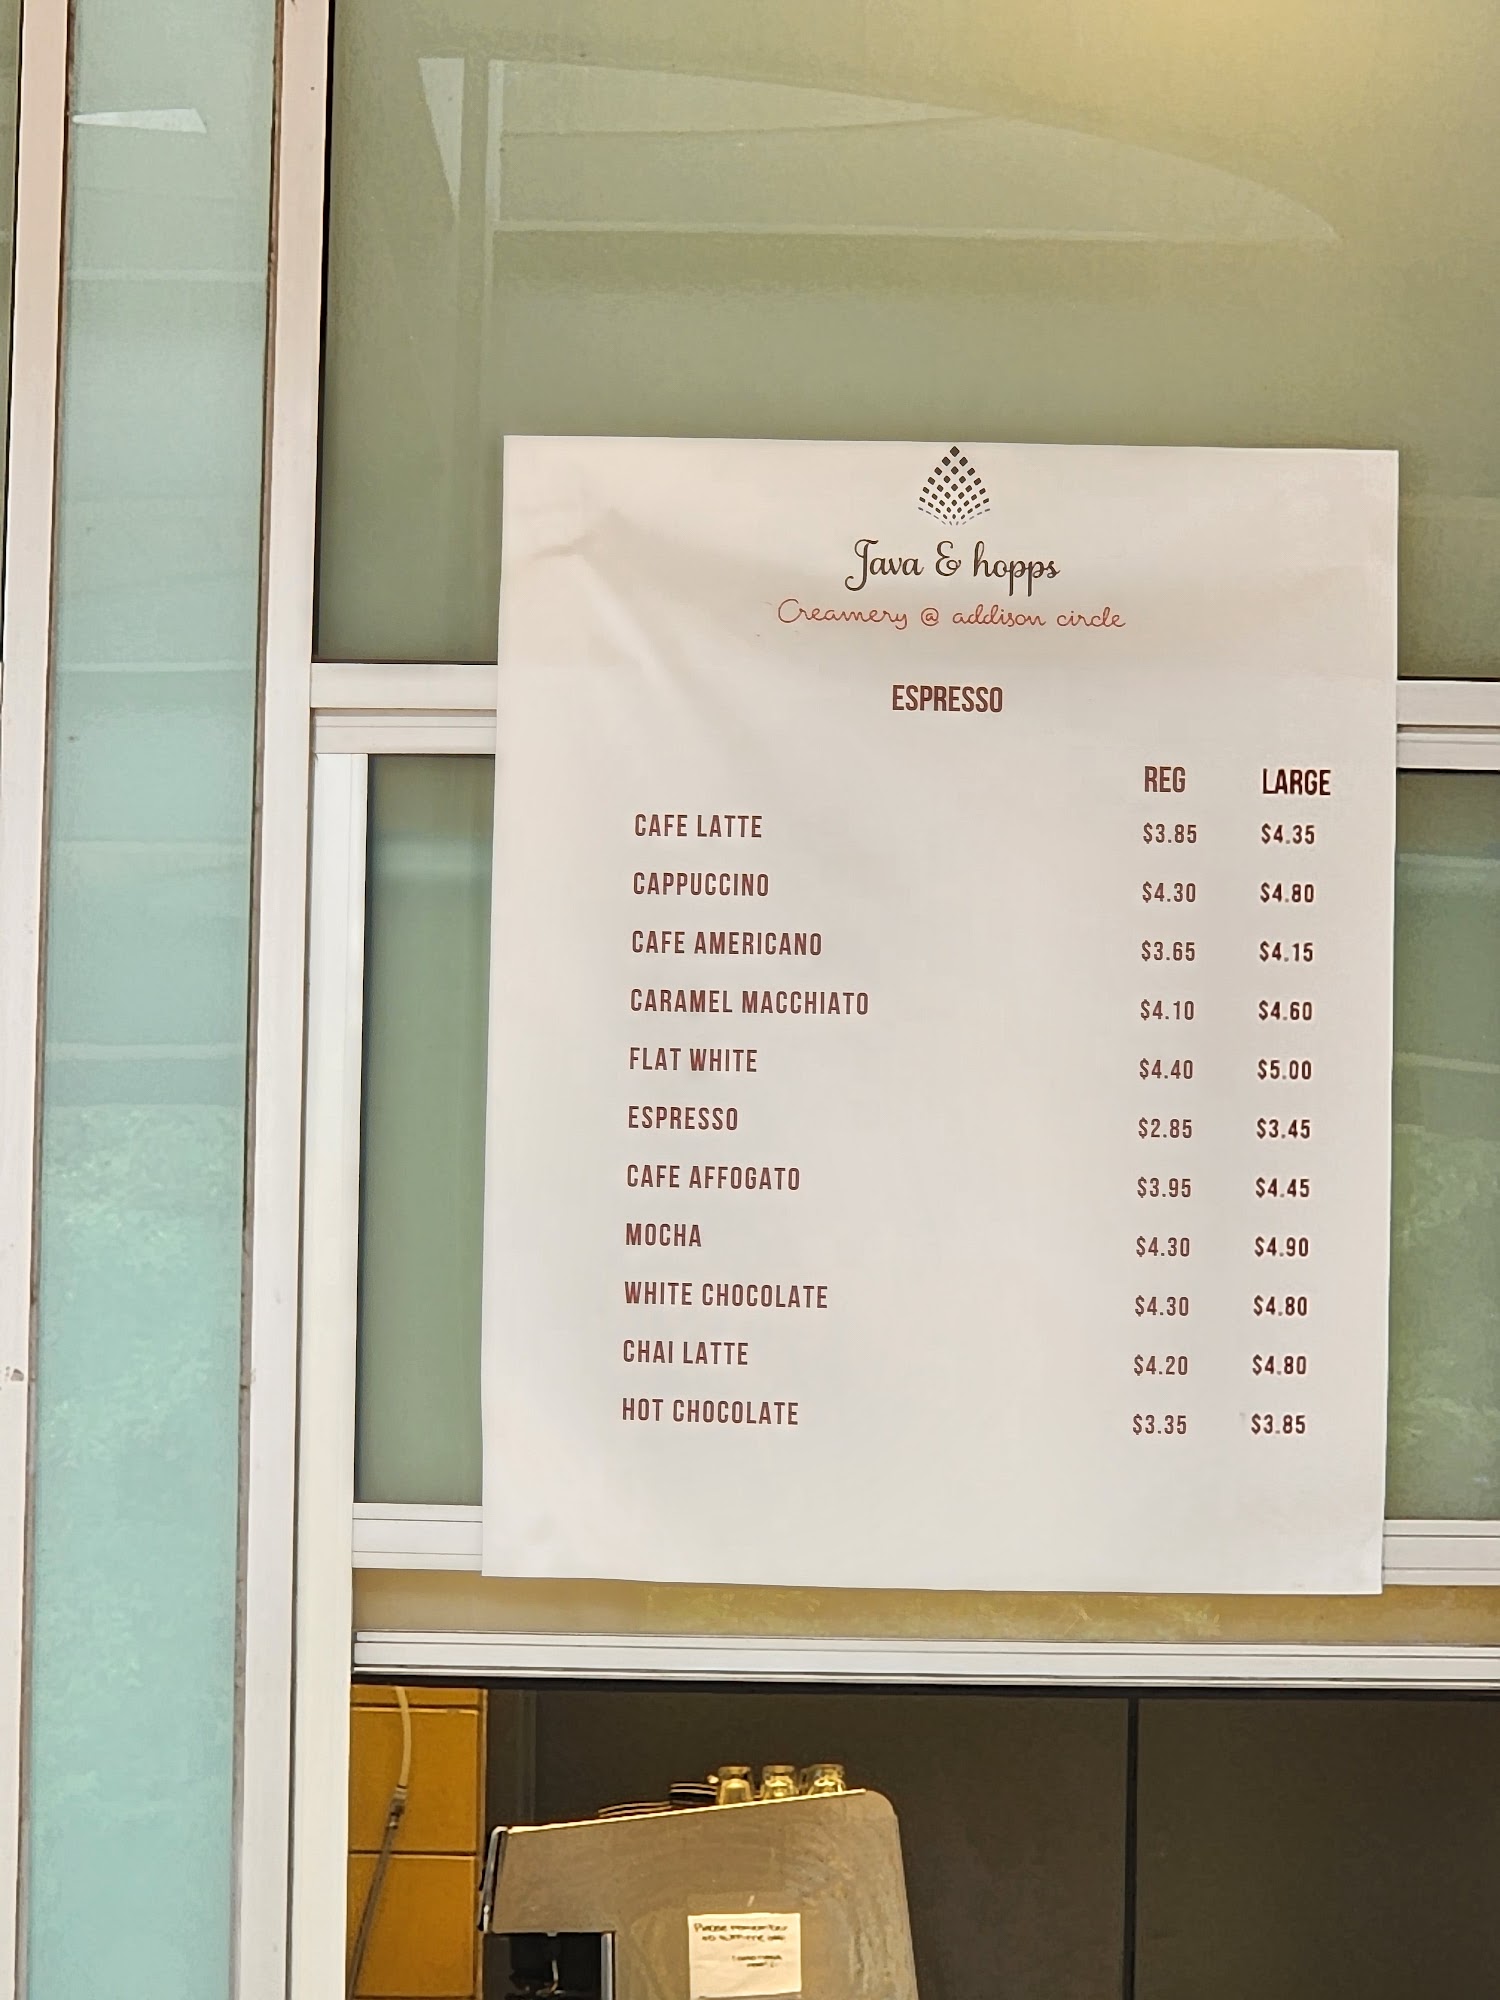 Java & hopps
Creamery @ addison circle
ESPRESSO
REG LARGE
CAFE LATTE $3.85 $4.35
CAPPUCCINO $4.30 $4.80
CAFE AMERICANO $3.65 $4.15
CARAMEL MACCHIATO $4.10 $4.60
FLAT WHITE $4.40 $5.00
ESPRESSO $2.85 $3.45
CAFE AFFOGATO $3.95 $4.45
MOCHA $4.30 $4.90
WHITE CHOCOLATE $4.30 $4.80
CHAI LATTE $4.20 $4.80
HOT CHOCOLATE $3.35 $3.85
Please remember